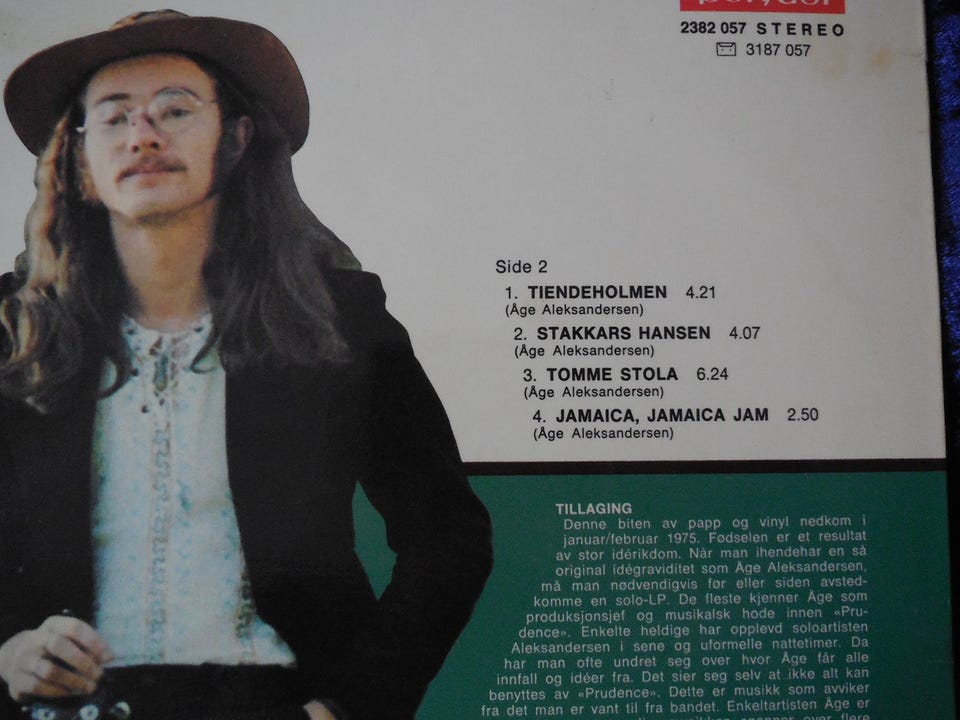 polydor
2382 057 STEREO
3187 057
Side 2
1. TIENDEHOLMEN 4.21
(Åge Aleksandersen)
2. STAKKARS HANSEN 4.07
(Åge Aleksandersen)
3. TOMME STOLA 6.24
(Åge Aleksandersen)
4. JAMAICA, JAMAICA JAM 2.50
(Åge Aleksandersen)
TILLAGING
Denne biten av papp og vinyl nedkom i
januar/februar 1975. Fødselen er et resultat
av stor idérikdom. Når man ihendehar en så
original idégraviditet som Åge Aleksandersen,
må man nødvendigvis før eller siden avsted-
komme en solo-LP. De fleste kjenner Åge som
produksjonsjef og musikalsk hode innen «Pru-
dence». Enkelte heldige har opplevd soloartisten
Aleksandersen i sene og uformelle nattetimer. Da
har man ofte undret seg over hvor Åge får alle
innfall og idéer fra. Det sier seg selv at ikke alt kan
benyttes av «Prudence». Dette er musikk som avviker
fra det man er vant til fra bandet. Enkeltartisten Åge er